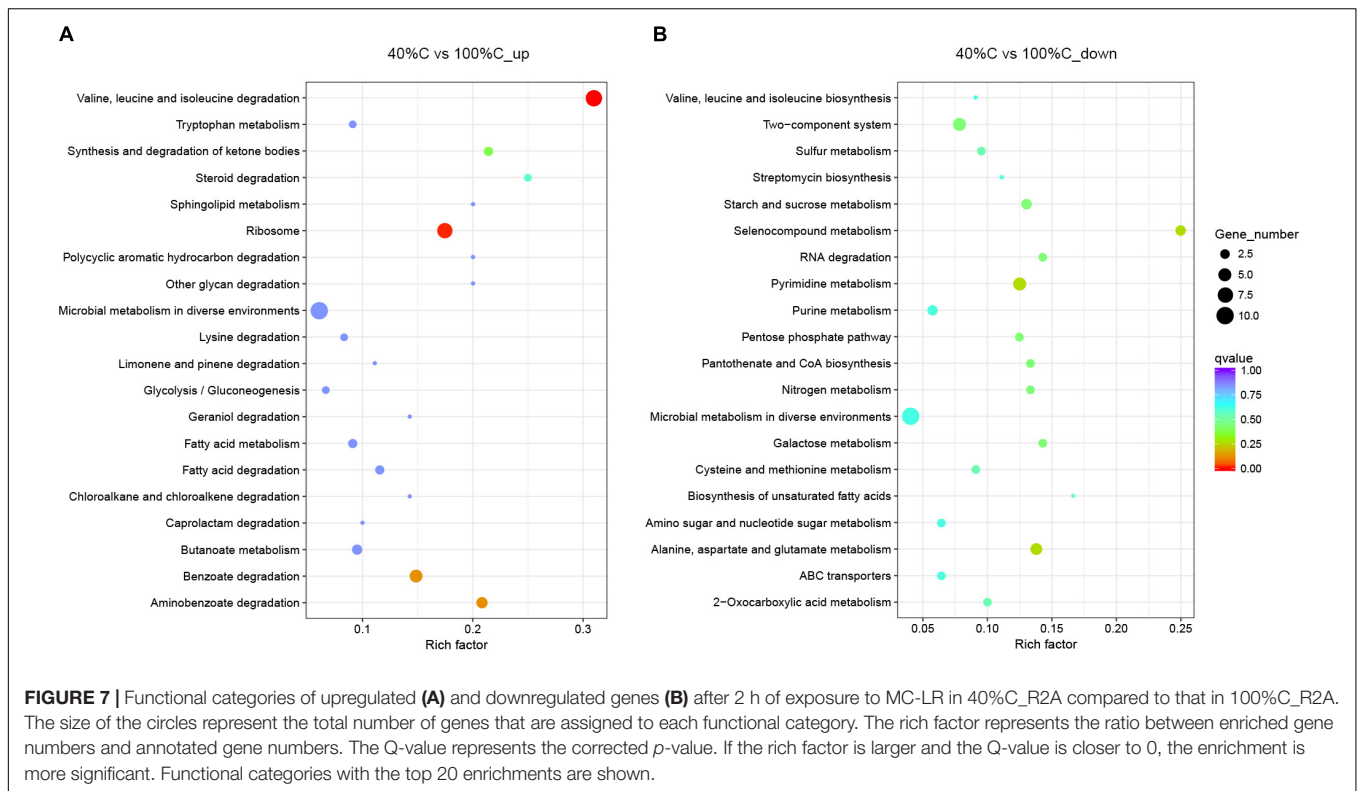 A
40%C vs 100%C_up
Valine, leucine and isoleucine degradation
Tryptophan metabolism
Synthesis and degradation of ketone bodies
Steroid degradation
Sphingolipid metabolism
Ribosome
Polycyclic aromatic hydrocarbon degradation
Other glycan degradation
Microbial metabolism in diverse environments
Lysine degradation
Limonene and pinene degradation
Glycolysis / Gluconeogenesis
Geraniol degradation
Fatty acid metabolism
Fatty acid degradation
Chloroalkane and chloroalkene degradation
Caprolactam degradation
Butanoate metabolism
Benzoate degradation
Aminobenzoate degradation
0.1 0.2 0.3
Rich factor
B
40%C vs 100%C_down
Valine, leucine and isoleucine biosynthesis
Two-component system
Sulfur metabolism
Streptomycin biosynthesis
Starch and sucrose metabolism
Selenocompound metabolism
RNA degradation
Pyrimidine metabolism
Purine metabolism
Pentose phosphate pathway
Pantothenate and CoA biosynthesis
Nitrogen metabolism
Microbial metabolism in diverse environments
Galactose metabolism
Cysteine and methionine metabolism
Biosynthesis of unsaturated fatty acids
Amino sugar and nucleotide sugar metabolism
Alanine, aspartate and glutamate metabolism
ABC transporters
2−Oxocarboxylic acid metabolism
0.05 0.10 0.15 0.20 0.25
Rich factor
Gene_number
2.5
5.0
7.5
10.0
qvalue
1.00
0.75
0.50
0.25
0.00
FIGURE 7 | Functional categories of upregulated (A) and downregulated genes (B) after 2 h of exposure to MC-LR in 40%C_R2A compared to that in 100%C_R2A.
The size of the circles represent the total number of genes that are assigned to each functional category. The rich factor represents the ratio between enriched gene
numbers and annotated gene numbers. The Q-value represents the corrected p-value. If the rich factor is larger and the Q-value is closer to 0, the enrichment is
more significant. Functional categories with the top 20 enrichments are shown.